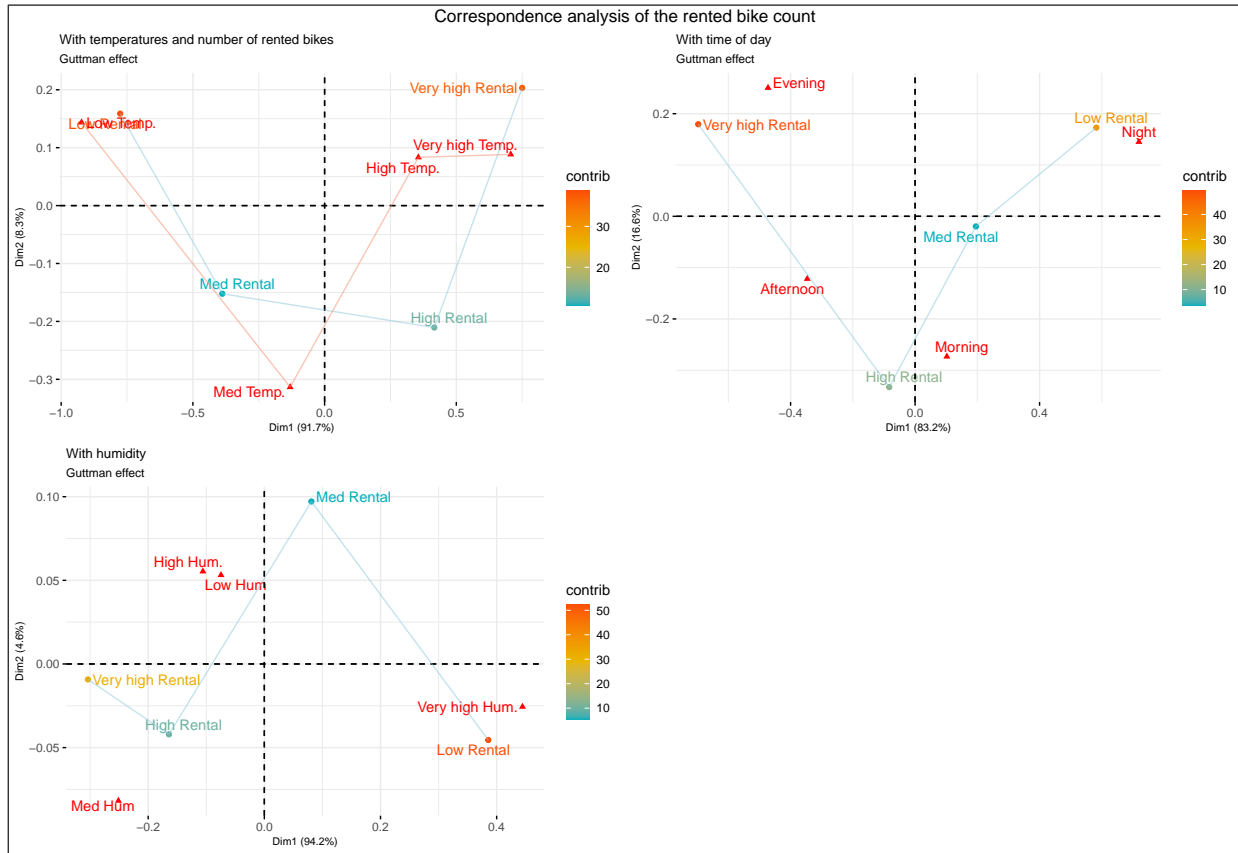 Correspondence analysis of the rented bike count
With temperatures and number of rented bikes
Guttman effect
Very high Rental
Low Rental
Low Temp.
Very high Temp.
High Temp.
Med Rental
High Rental
Med Temp.
0.2
0.1
0.0
−0.1
−0.2
−0.3
Dim2 (8.3%)
−1.0
−0.5
0.0
0.5
Dim1 (91.7%)
contrib
30
20
With time of day
Guttman effect
Evening
Very high Rental
Low Rental
Night
Med Rental
Afternoon
Morning
High Rental
0.2
0.0
−0.2
Dim2 (16.6%)
−0.4
0.0
0.4
Dim1 (83.2%)
contrib
40
30
20
10
With humidity
Guttman effect
Med Rental
High Hum.
Low Hum
Very high Rental
High Rental
Very high Hum.
Low Rental
Med Hum
0.10
0.05
0.00
−0.05
Dim2 (4.6%)
−0.2
0.0
0.2
0.4
Dim1 (94.2%)
contrib
50
40
30
20
10